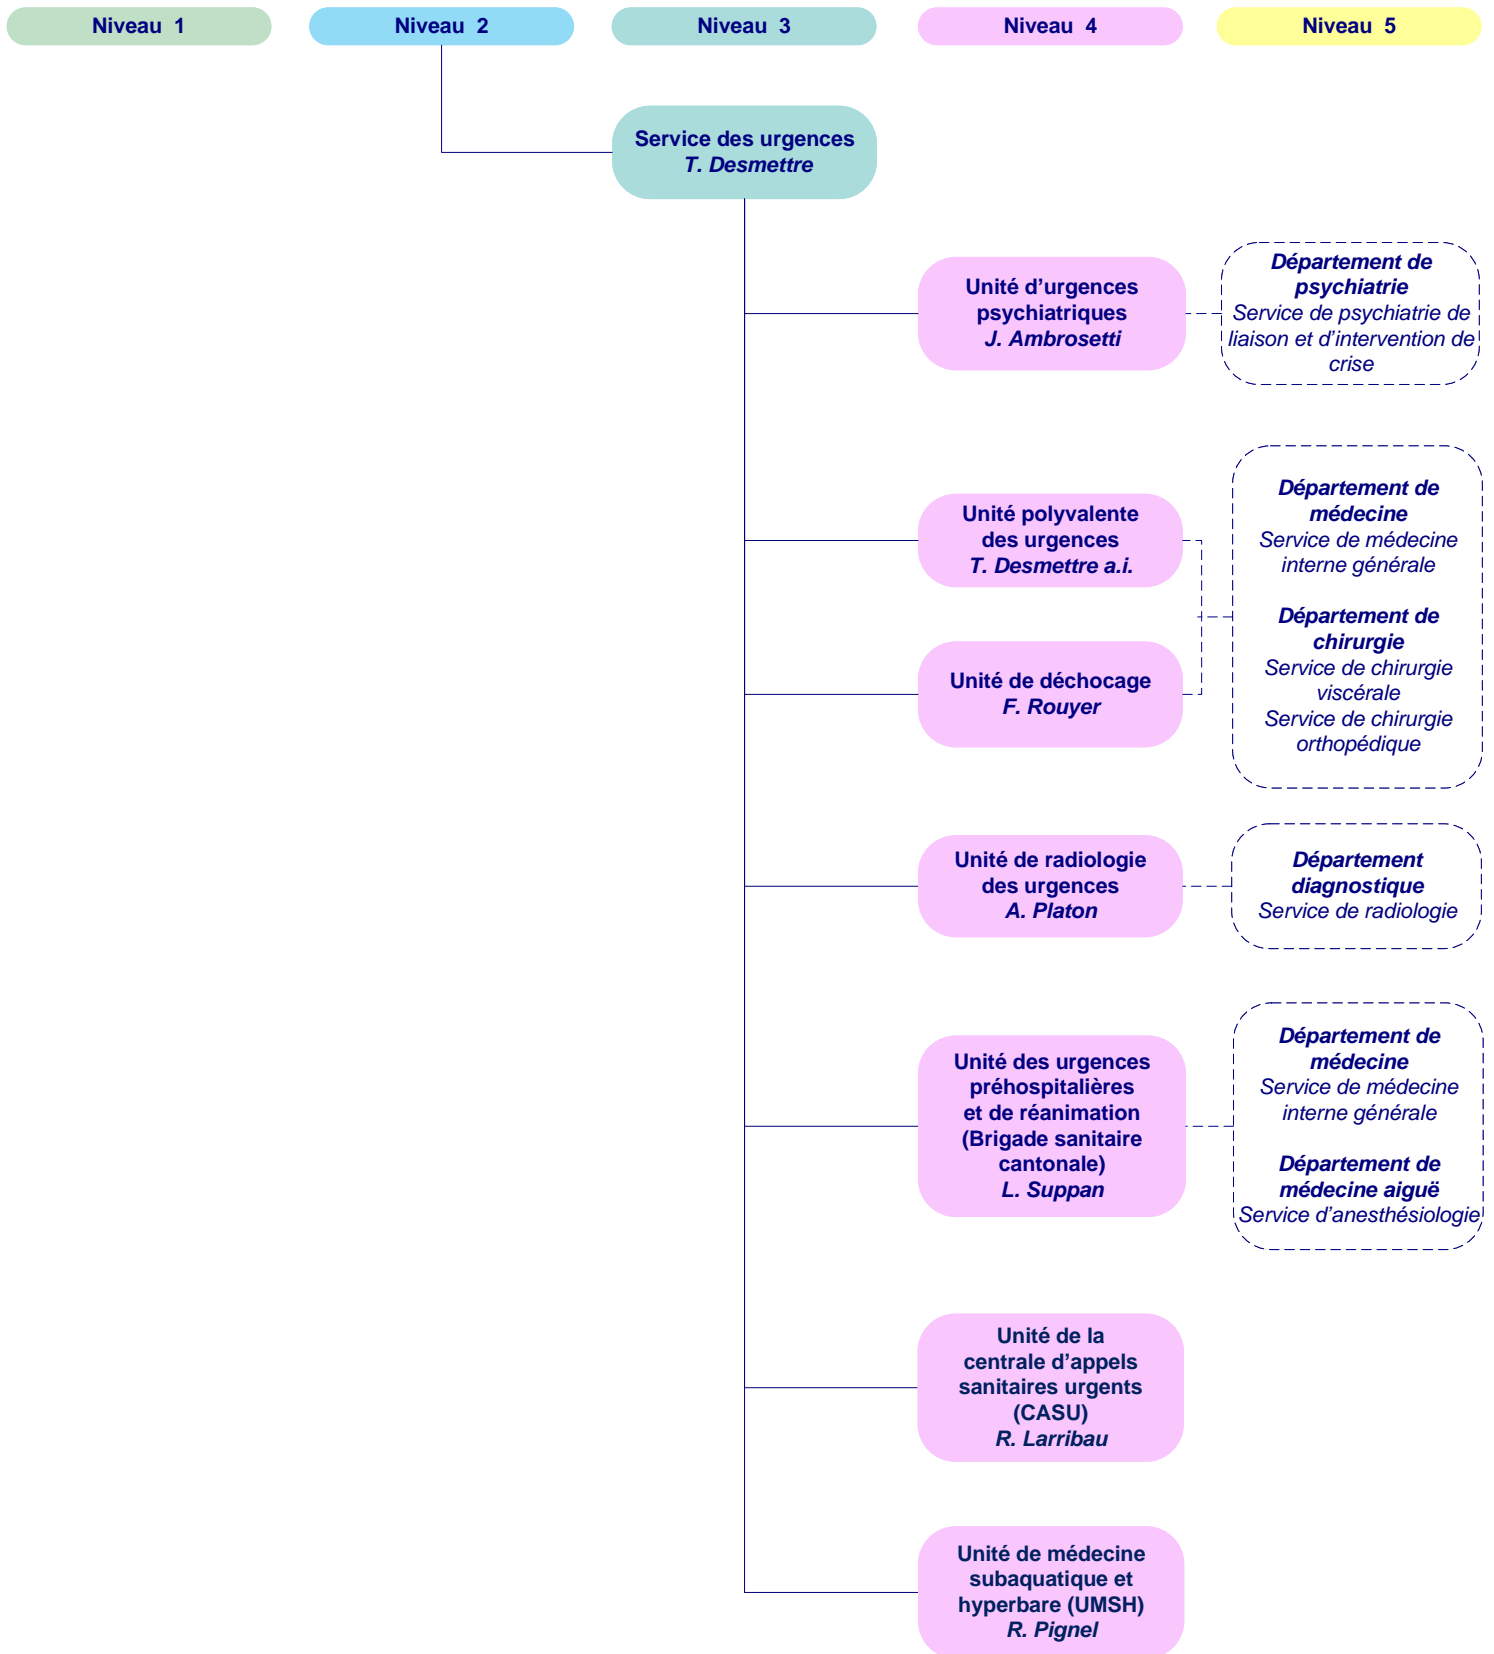 Niveau 1
Niveau 2
Niveau 3
Niveau 4
Niveau 5
Service des urgences
T. Desmettre
Unité d’urgences
psychiatriques
J. Ambrosetti
Département de
psychiatrie
Service de psychiatrie de
liaison et d’intervention de
crise
Unité polyvalente
des urgences
T. Desmettre a.i.
Unité de déchocage
F. Rouyer
Département de
médecine
Service de médecine
interne générale
Département de
chirurgie
Service de chirurgie
viscérale
Service de chirurgie
orthopédique
Unité de radiologie
des urgences
A. Platon
Département
diagnostique
Service de radiologie
Unité des urgences
préhospitalières
et de réanimation
(Brigade sanitaire
cantonale)
L. Suppan
Département de
médecine
Service de médecine
interne générale
Département de
médecine aiguë
Service d’anesthésiologie
Unité de la
centrale d’appels
sanitaires urgents
(CASU)
R. Larribau
Unité de médecine
subaquatique et
hyperbare (UMSH)
R. Pignel